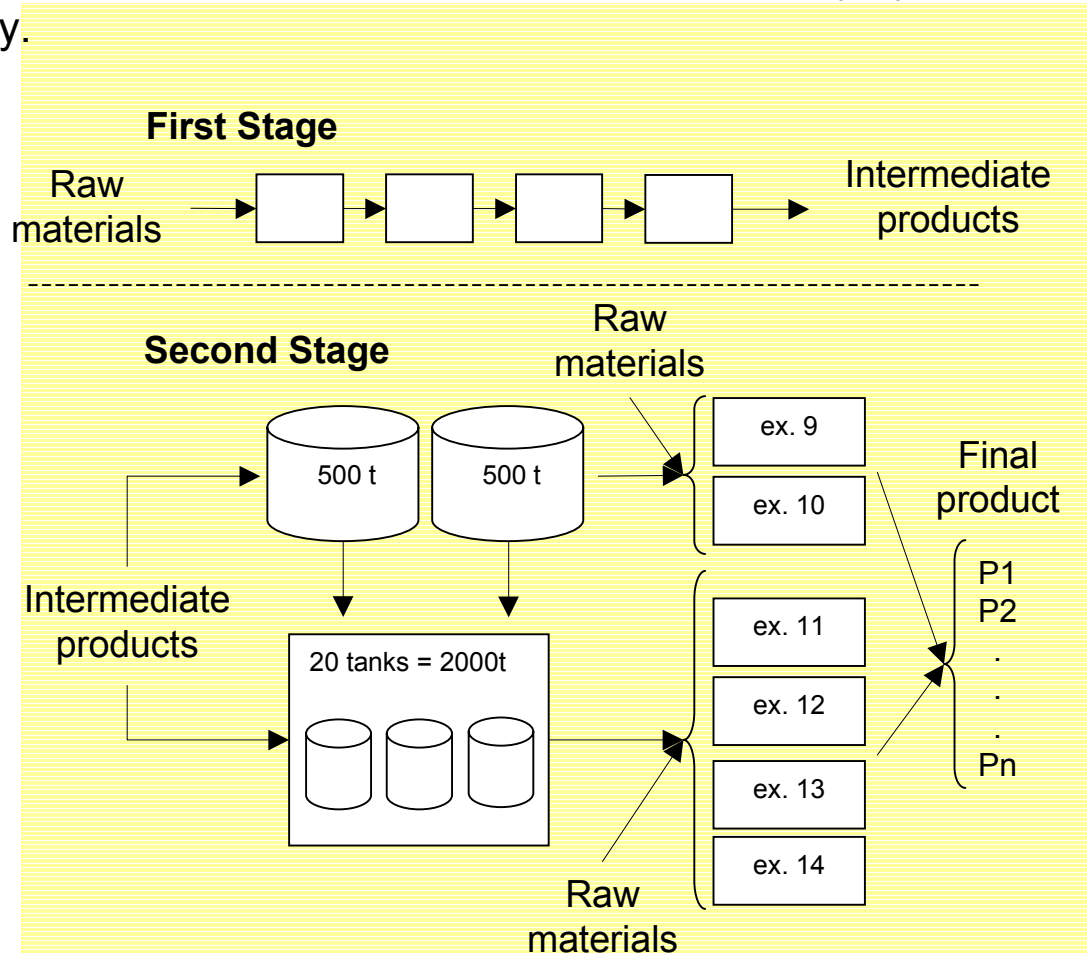 y.
First Stage
Raw
materials
Intermediate
products
Second Stage
Raw
materials
500 t
500 t
ex. 9
ex. 10
Final
product
Intermediate
products
20 tanks = 2000t
ex. 11
ex. 12
ex. 13
ex. 14
P1
P2
.
.
.
Pn
Raw
materials